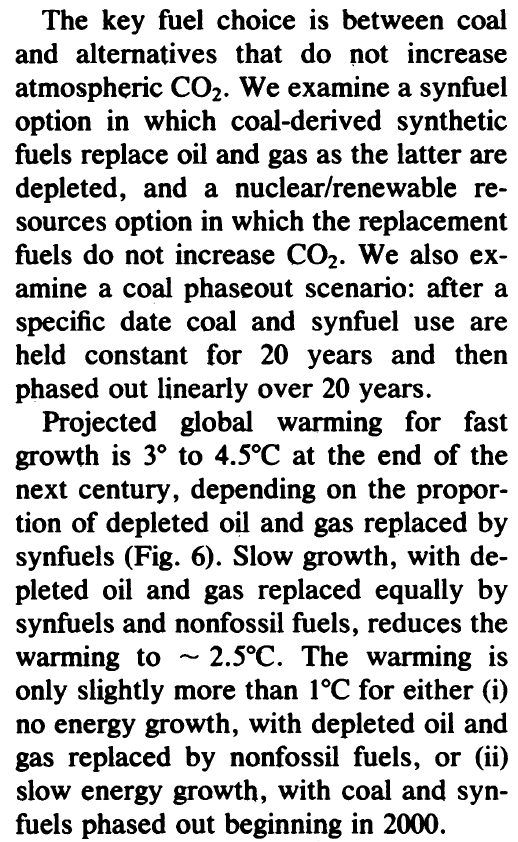 The key fuel choice is between coal
and alternatives that do not increase
atmospheric CO₂. We examine a synfuel
option in which coal-derived synthetic
fuels replace oil and gas as the latter are
depleted, and a nuclear/renewable re-
sources option in which the replacement
fuels do not increase CO₂. We also ex-
amine a coal phaseout scenario: after a
specific date coal and synfuel use are
held constant for 20 years and then
phased out linearly over 20 years.
Projected global warming for fast
growth is 3° to 4.5°C at the end of the
next century, depending on the propor-
tion of depleted oil and gas replaced by
synfuels (Fig. 6). Slow growth, with de-
pleted oil and gas replaced equally by
synfuels and nonfossil fuels, reduces the
warming to ~ 2.5°C. The warming is
only slightly more than 1°C for either (i)
no energy growth, with depleted oil and
gas replaced by nonfossil fuels, or (ii)
slow energy growth, with coal and syn-
fuels phased out beginning in 2000.